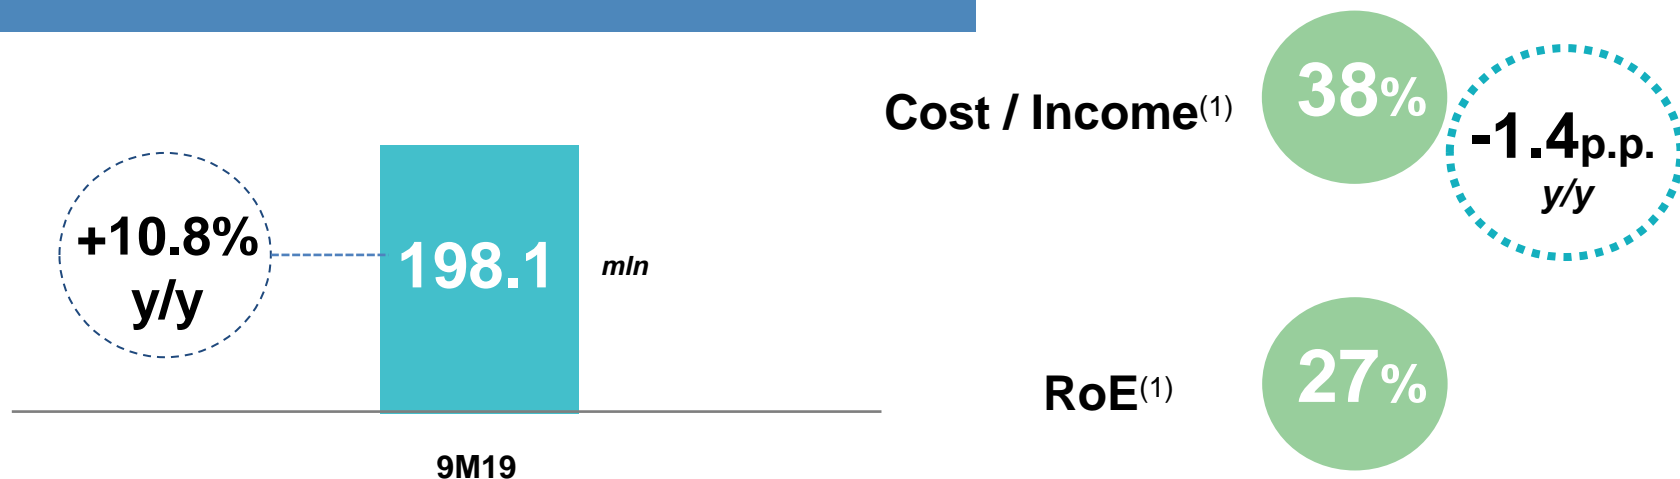 +10.8%
y/y
198.1
mln
9M19
Cost / Income(1)
38%
-1.4p.p.
y/y
RoE(1)
27%